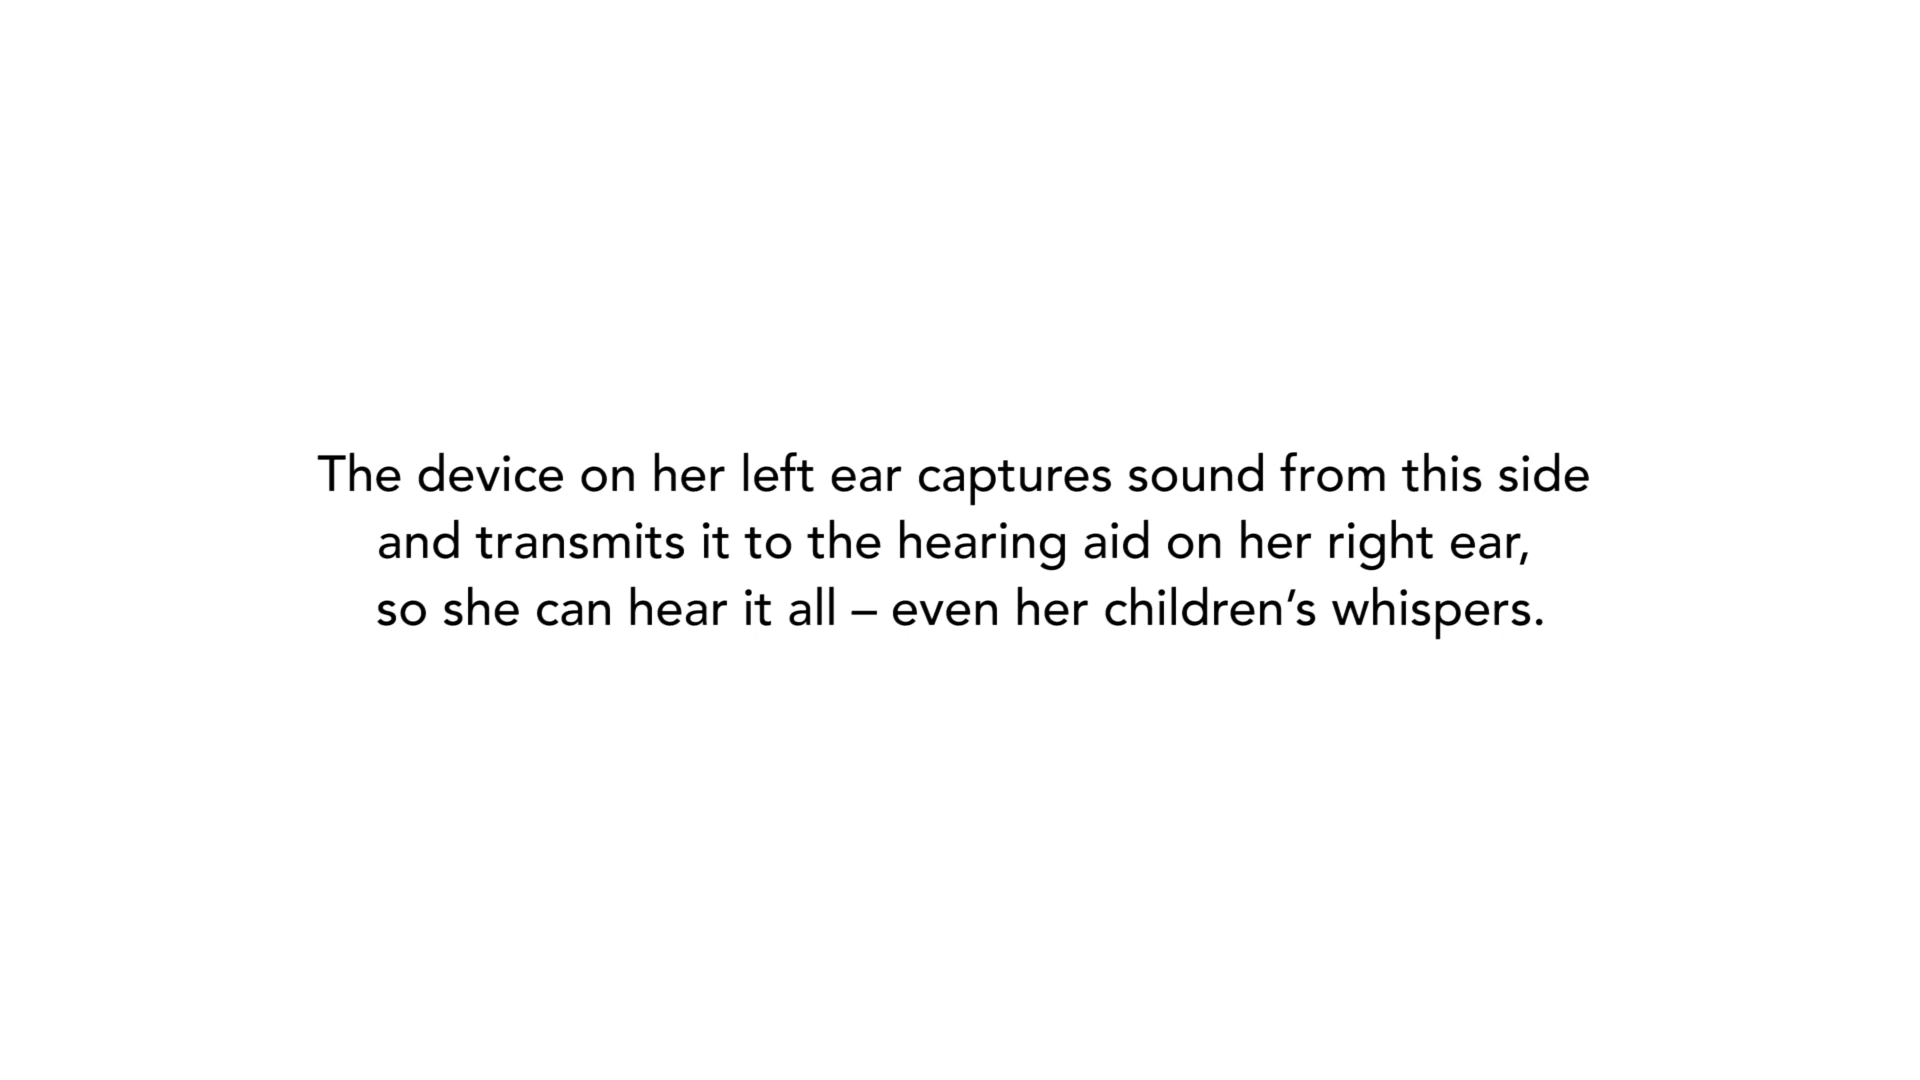 The device on her left ear captures sound from this side
and transmits it to the hearing aid on her right ear,
so she can hear it all – even her children’s whispers.